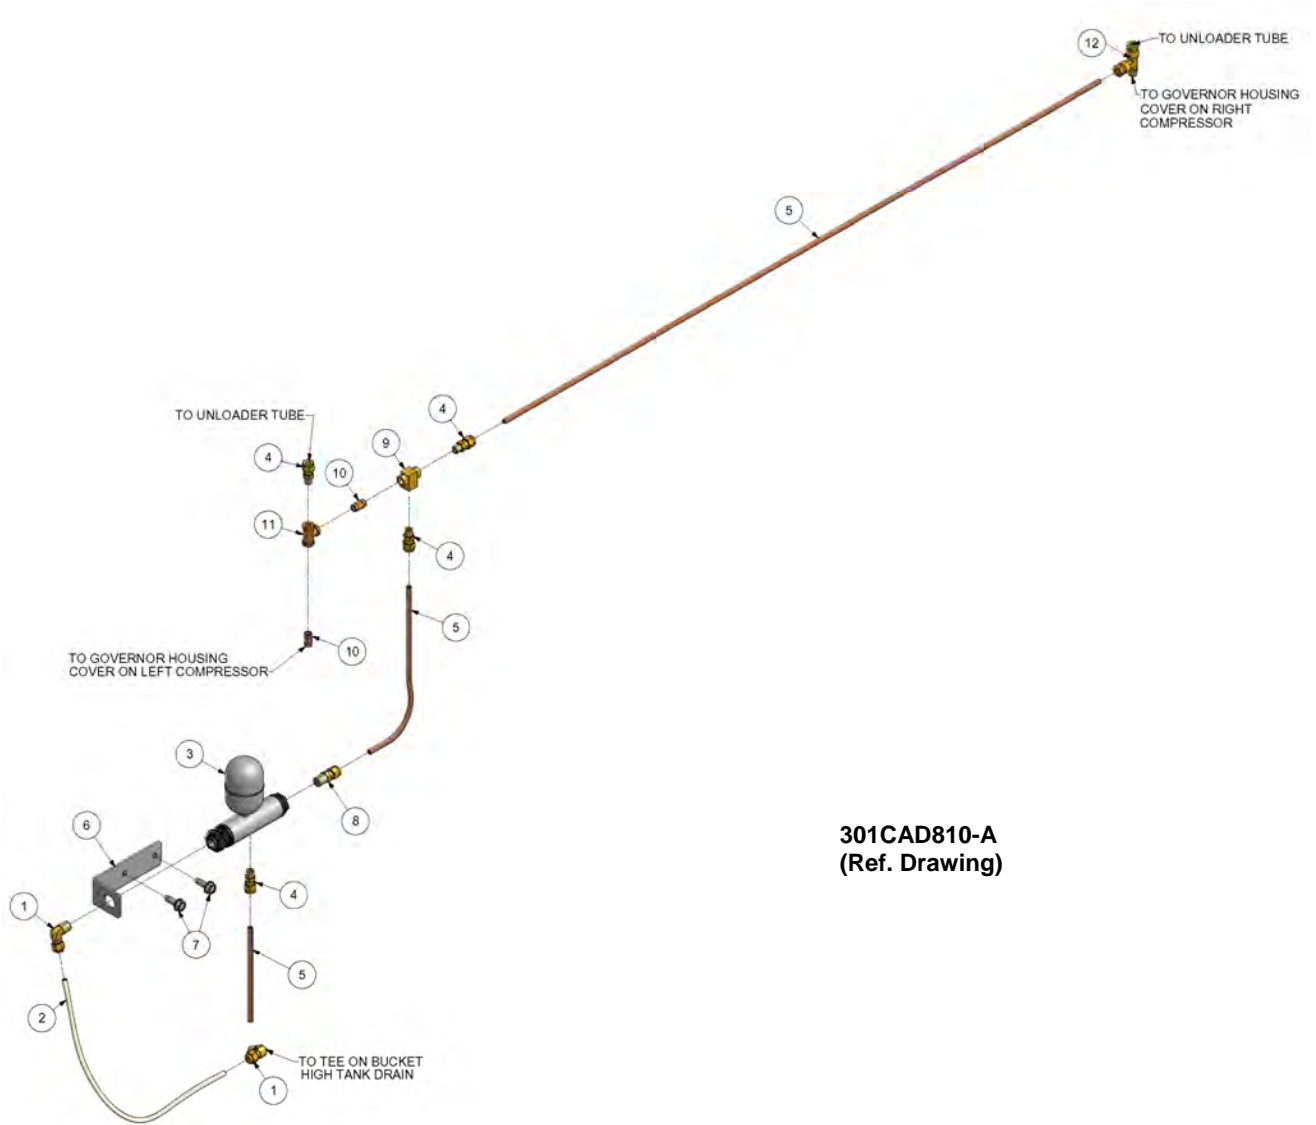 12
TO UNLOADER TUBE
TO GOVERNOR HOUSING
COVER ON RIGHT
COMPRESSOR
5
TO UNLOADER TUBE
4
9
4
10
11
4
5
10
TO GOVERNOR HOUSING
COVER ON LEFT COMPRESSOR
3
8
6
301CAD810-A
(Ref. Drawing)
4
1
7
5
2
TO TEE ON BUCKET
HIGH TANK DRAIN
1